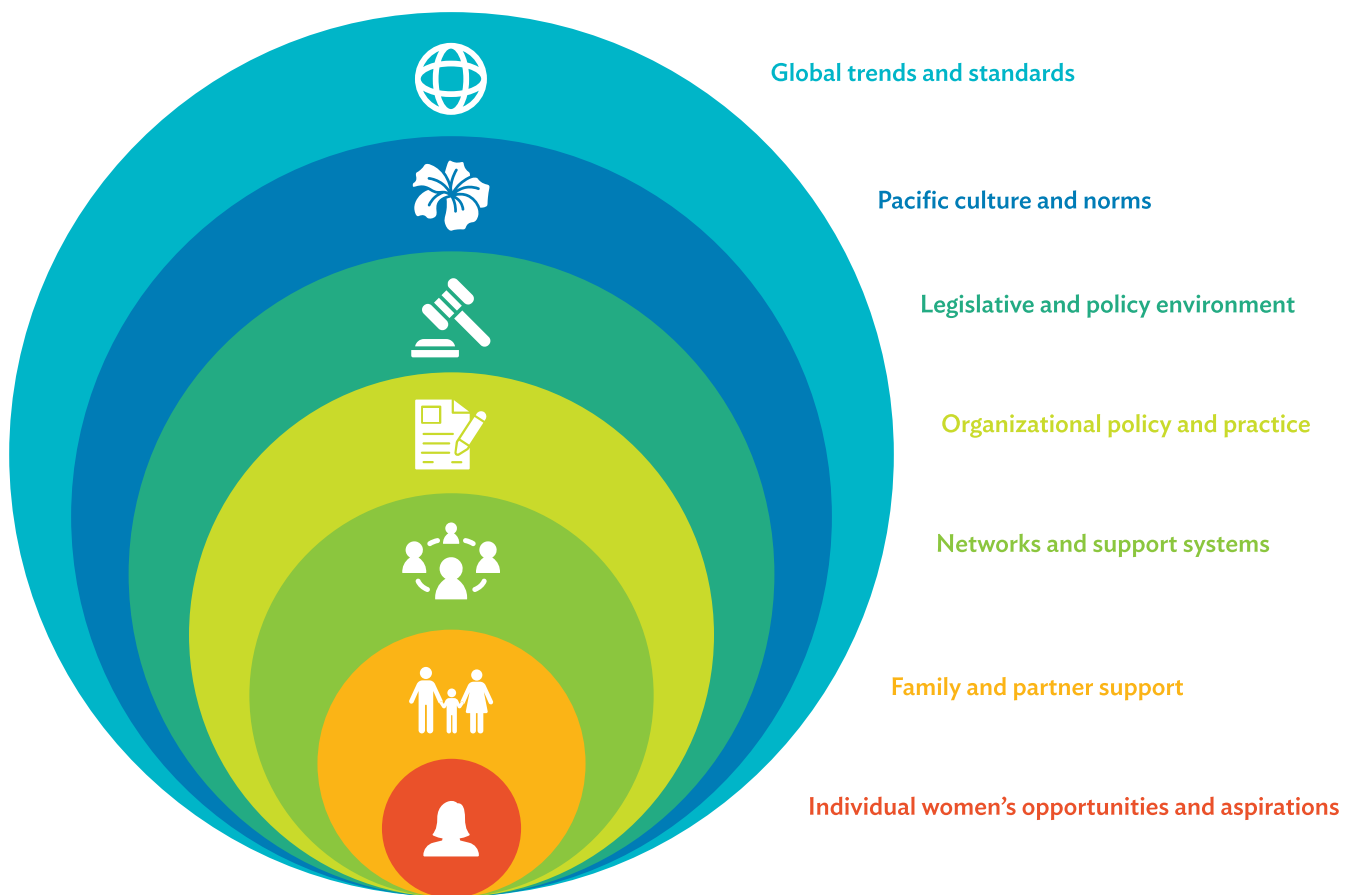 Global trends and standards
Pacific culture and norms
Legislative and policy environment
Organizational policy and practice
Networks and support systems
Family and partner support
Individual women’s opportunities and aspirations